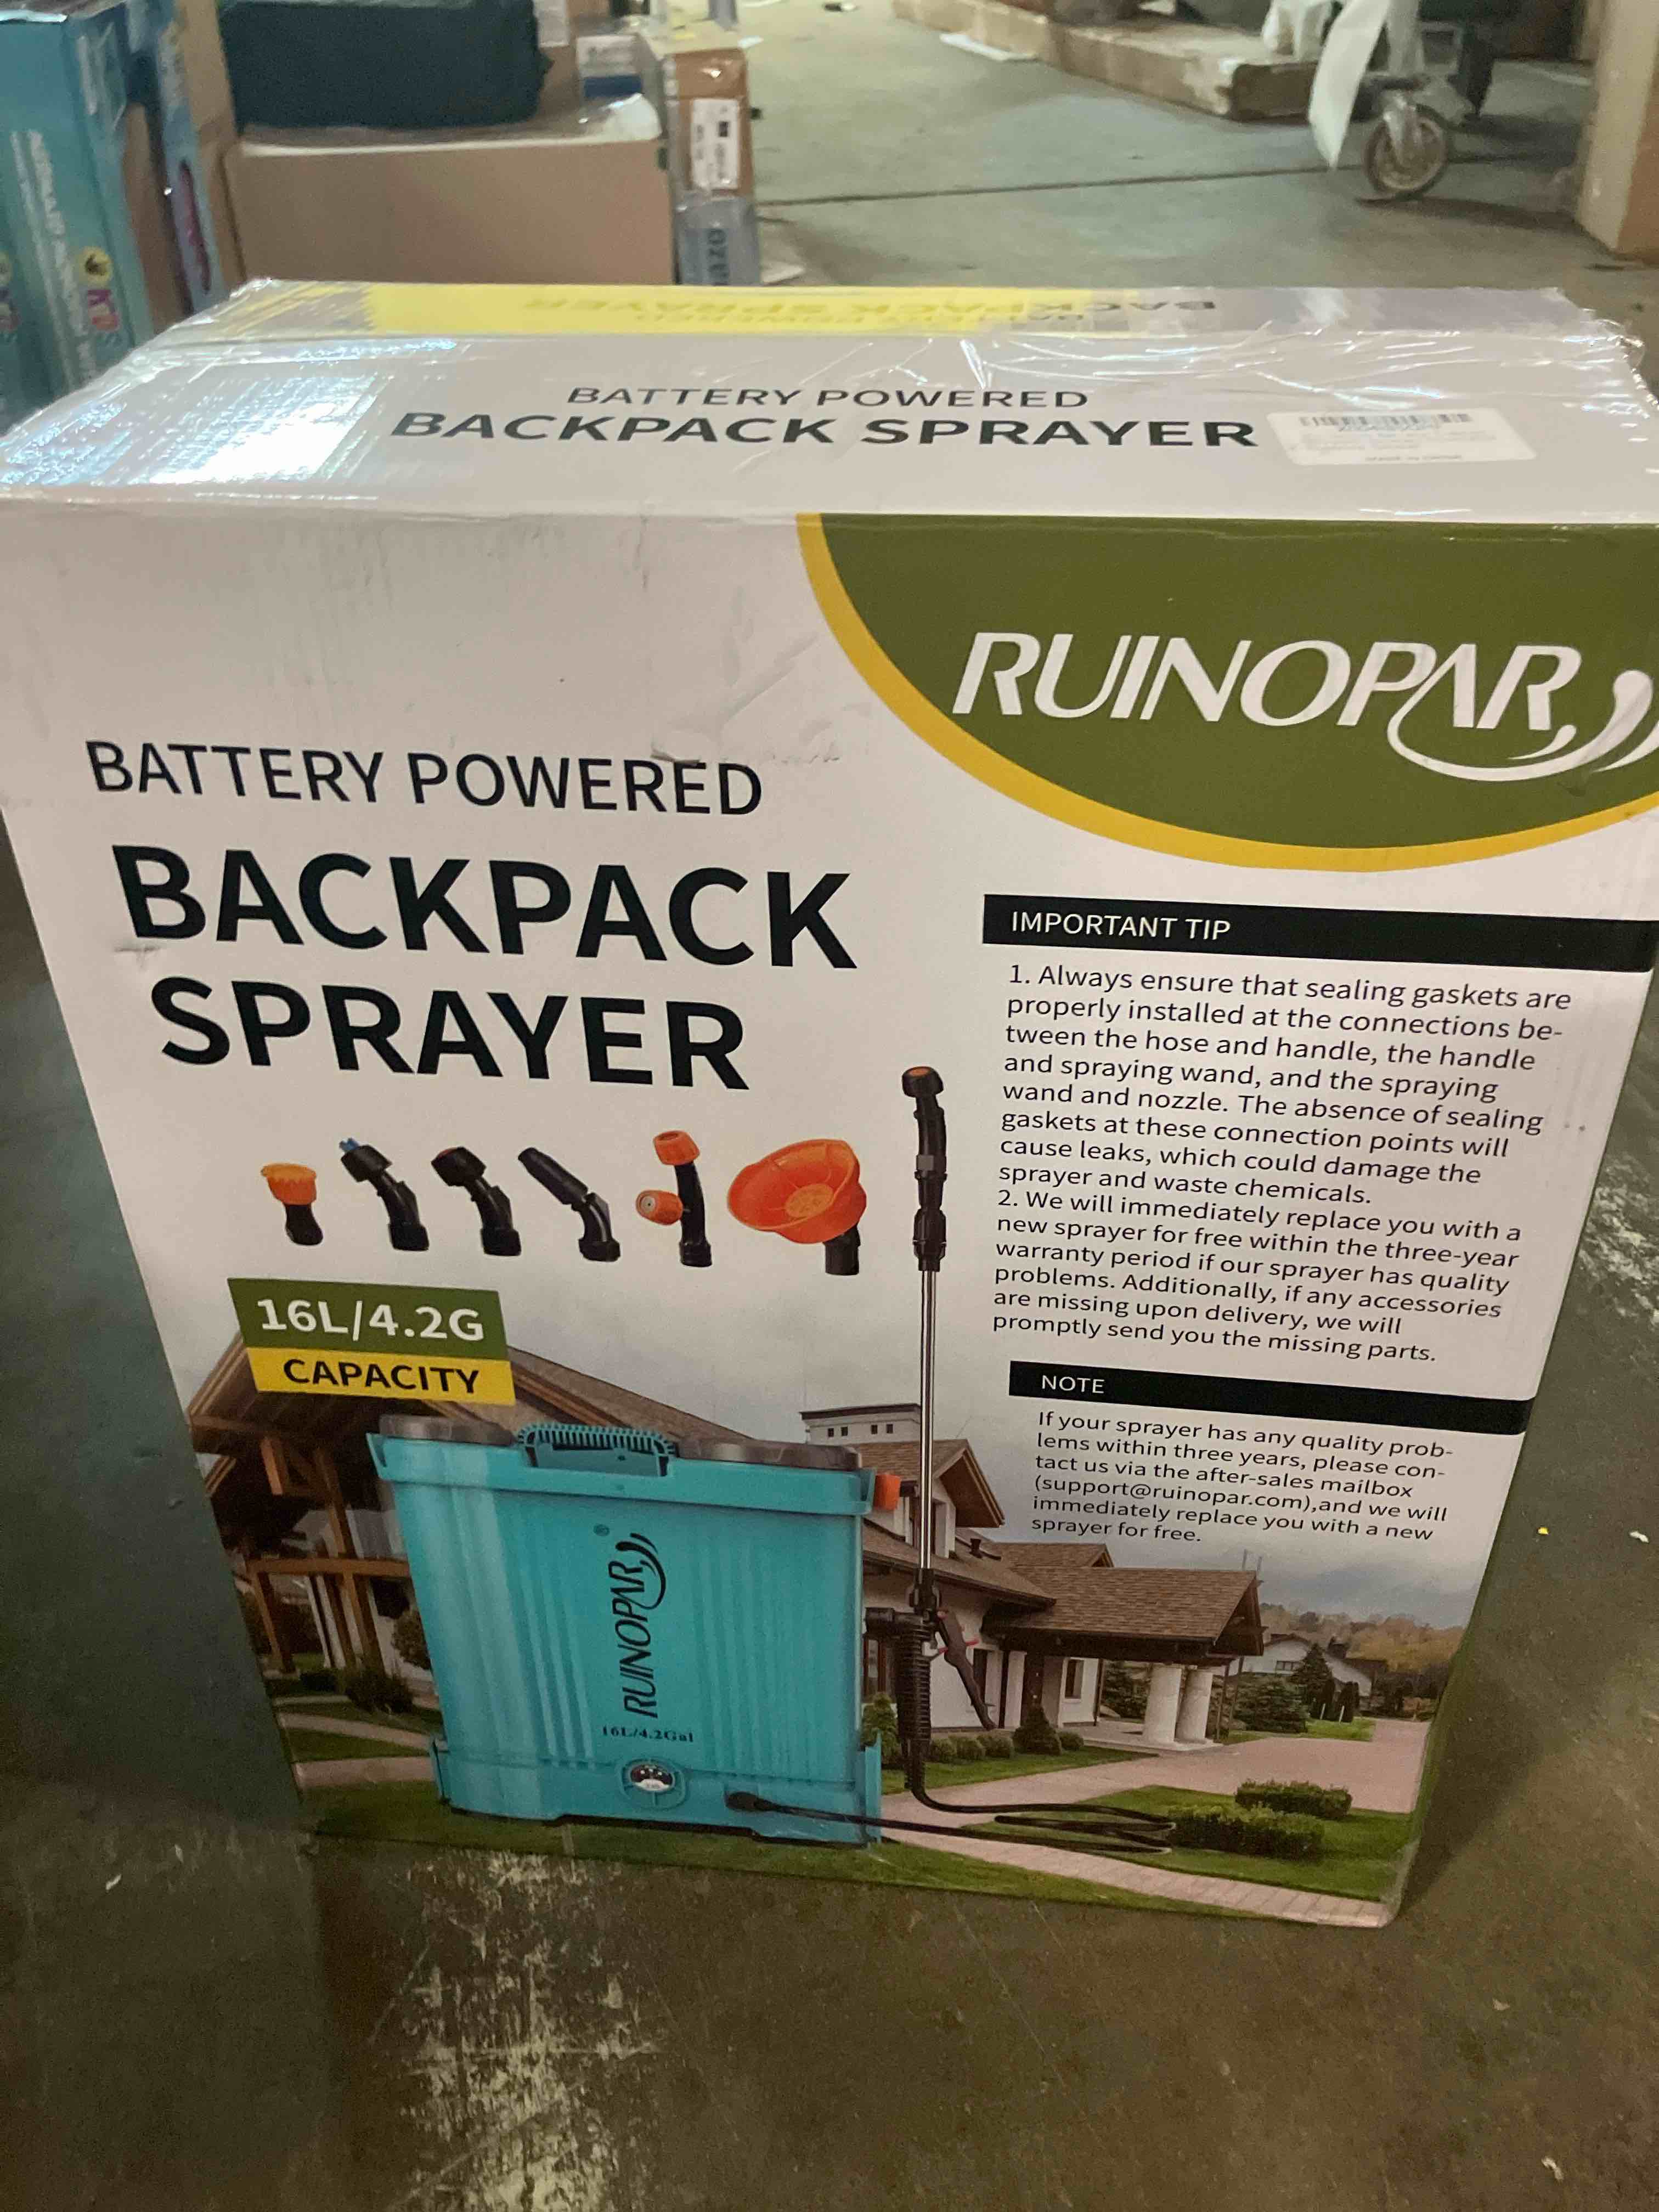 BATTERY POWERED
BACKPACK SPRAYER
BACKPACK SPRAYER
RUINOPAR
BATTERY POWERED
BACKPACK
SPRAYER
IMPORTANT TIP
1. Always ensure that sealing gaskets are
properly installed at the connections be-
tween the hose and handle, the handle
and spraying wand, and the spraying
wand and nozzle. The absence of sealing
gaskets at these connection points will
cause leaks, which could damage the
sprayer and waste chemicals.
2. We will immediately replace you with a
new sprayer for free within the three-year
warranty period if our sprayer has quality
problems. Additionally, if any accessories
are missing upon delivery, we will
promptly send you the missing parts.
16L/4.2G
CAPACITY
NOTE
If your sprayer has any quality prob-
lems within three years, please con-
tact us via the after-sales mailbox
(support@ruinopar.com),and we will
immediately replace you with a new
sprayer for free.
RUINOPAR
®
16L/4.2Gal